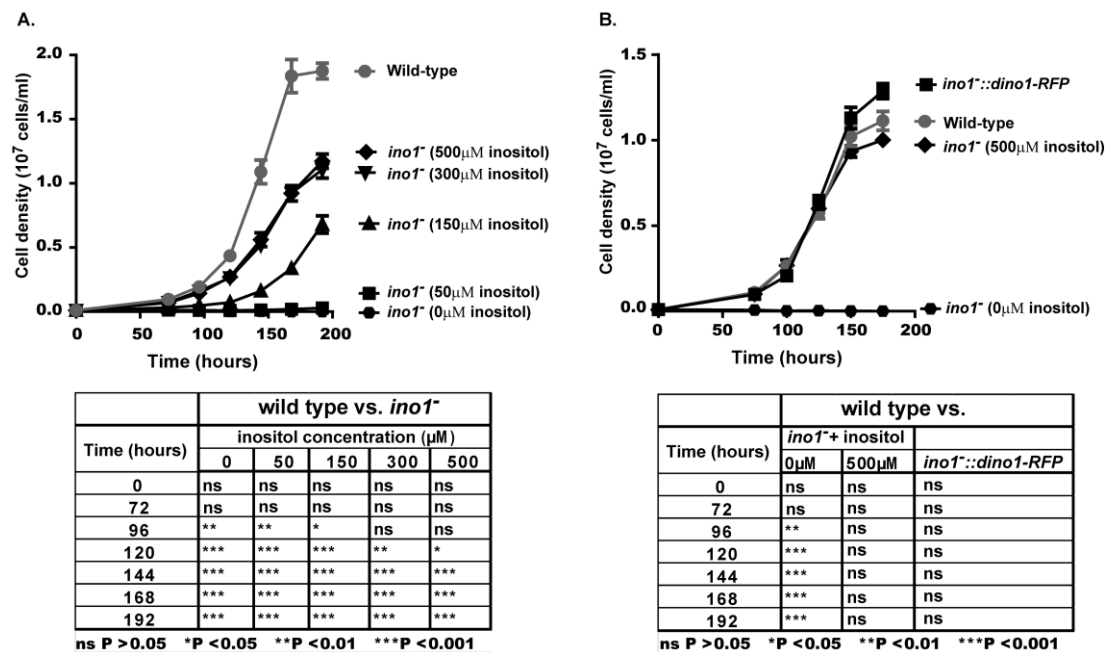 A.
Cell density (10⁷ cells/ml)
2.0
1.5
1.0
0.5
0.0
0
50
100
150
200
Time (hours)
Wild-type
ino1⁻ (500μM inositol)
ino1⁻ (300μM inositol)
ino1⁻ (150μM inositol)
ino1⁻ (50μM inositol)
ino1⁻ (0μM inositol)
wild type vs. ino1⁻
Time (hours)
inositol concentration (μM)
0 50 150 300 500
0 ns ns ns ns ns
72 ns ns ns ns ns
96 ** ** * ns ns
120 *** *** *** ** *
144 *** *** *** *** ***
168 *** *** *** *** ***
192 *** *** *** *** ***
ns P >0.05 *P <0.05 **P <0.01 ***P <0.001
B.
Cell density (10⁷ cells/ml)
1.5
1.0
0.5
0.0
0
50
100
150
200
Time (hours)
ino1⁻::dino1-RFP
Wild-type
ino1⁻ (500μM inositol)
ino1⁻ (0μM inositol)
wild type vs.
Time (hours)
ino1⁻+ inositol
0μM 500μM ino1⁻::dino1-RFP
0 ns ns ns
72 ns ns ns
96 ** ns ns
120 *** ns ns
144 *** ns ns
168 *** ns ns
192 *** ns ns
ns P >0.05 *P <0.05 **P <0.01 ***P <0.001